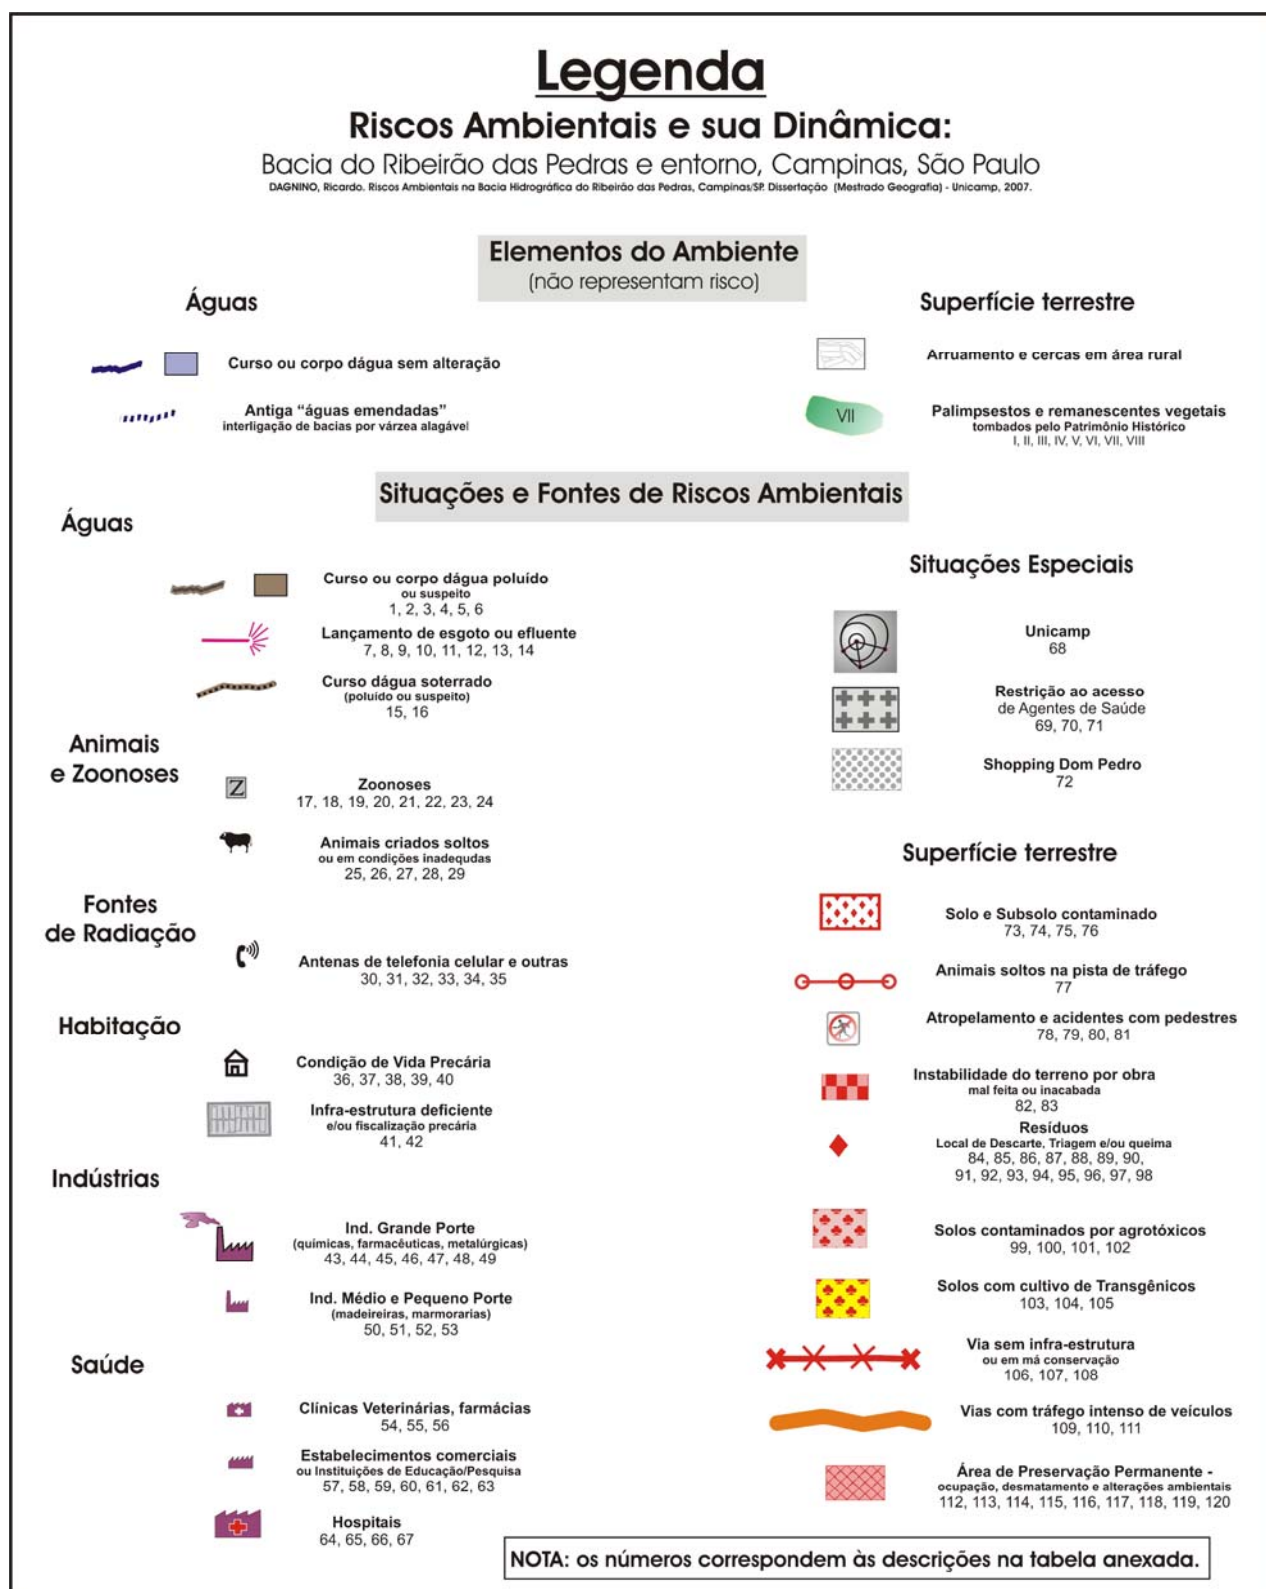 Legenda
Riscos Ambientais e sua Dinâmica:
Bacia do Ribeirão das Pedras e entorno, Campinas, São Paulo
DAGNINO, Ricardo. Riscos Ambientais na Bacia Hidrográfica do Ribeirão das Pedras, Campinas/SP. Dissertação (Mestrado Geografia) - Unicamp, 2007.
Elementos do Ambiente
(não representam risco)
Águas
Curso ou corpo dágua sem alteração
Antiga “águas emendadas”
interligação de bacias por várzea alagável
Superfície terrestre
Arruamento e cercas em área rural
VII
Palimpsestos e remanescentes vegetais
tombados pelo Patrimônio Histórico
I, II, III, IV, V, VI, VII, VIII
Situações e Fontes de Riscos Ambientais
Águas
Curso ou corpo dágua poluído
ou suspeito
1, 2, 3, 4, 5, 6
Lançamento de esgoto ou efluente
7, 8, 9, 10, 11, 12, 13, 14
Curso dágua soterrado
(poluído ou suspeito)
15, 16
Animais
e Zoonoses
Z
Zoonoses
17, 18, 19, 20, 21, 22, 23, 24
Animais criados soltos
ou em condições inadequdas
25, 26, 27, 28, 29
Fontes
de Radiação
Antenas de telefonia celular e outras
30, 31, 32, 33, 34, 35
Habitação
Condição de Vida Precária
36, 37, 38, 39, 40
Infra-estrutura deficiente
e/ou fiscalização precária
41, 42
Indústrias
Ind. Grande Porte
(químicas, farmacêuticas, metalúrgicas)
43, 44, 45, 46, 47, 48, 49
Ind. Médio e Pequeno Porte
(madeireiras, marmorarias)
50, 51, 52, 53
Saúde
Clínicas Veterinárias, farmácias
54, 55, 56
Estabelecimentos comerciais
ou Instituições de Educação/Pesquisa
57, 58, 59, 60, 61, 62, 63
Hospitais
64, 65, 66, 67
Situações Especiais
Unicamp
68
Restrição ao acesso
de Agentes de Saúde
69, 70, 71
Shopping Dom Pedro
72
Superfície terrestre
Solo e Subsolo contaminado
73, 74, 75, 76
Animais soltos na pista de tráfego
77
Atropelamento e acidentes com pedestres
78, 79, 80, 81
Instabilidade do terreno por obra
mal feita ou inacabada
82, 83
Resíduos
Local de Descarte, Triagem e/ou queima
84, 85, 86, 87, 88, 89, 90,
91, 92, 93, 94, 95, 96, 97, 98
Solos contaminados por agrotóxicos
99, 100, 101, 102
Solos com cultivo de Transgênicos
103, 104, 105
Via sem infra-estrutura
ou em má conservação
106, 107, 108
Vias com tráfego intenso de veículos
109, 110, 111
Área de Preservação Permanente -
ocupação, desmatamento e alterações ambientais
112, 113, 114, 115, 116, 117, 118, 119, 120
NOTA: os números correspondem às descrições na tabela anexada.